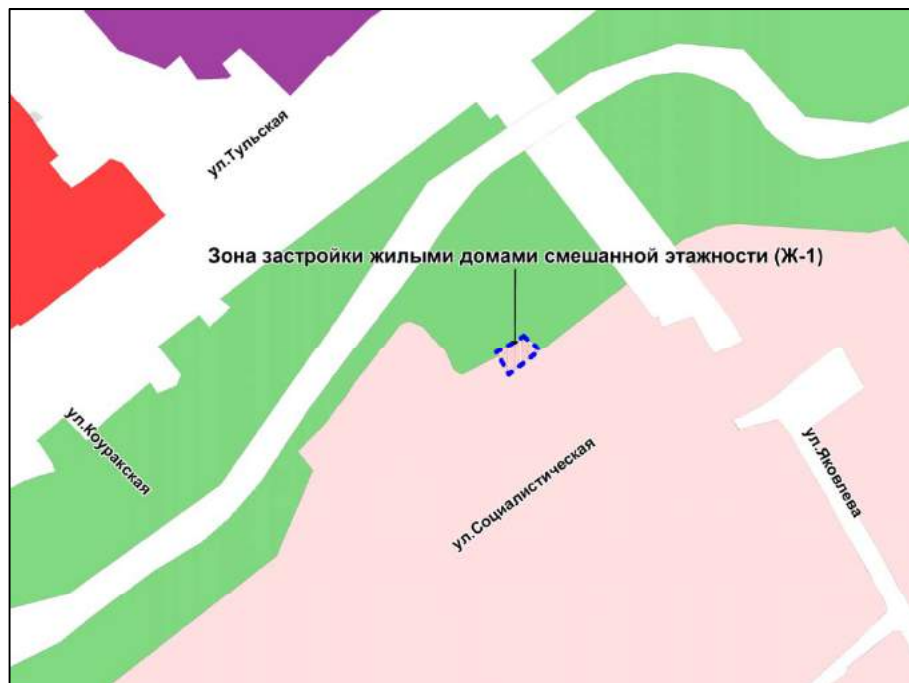 ул.Тульская
Зона застройки жилыми домами смешанной этажности (Ж-1)
ул.Коуракская
ул.Социалистическая
ул.Яковлева